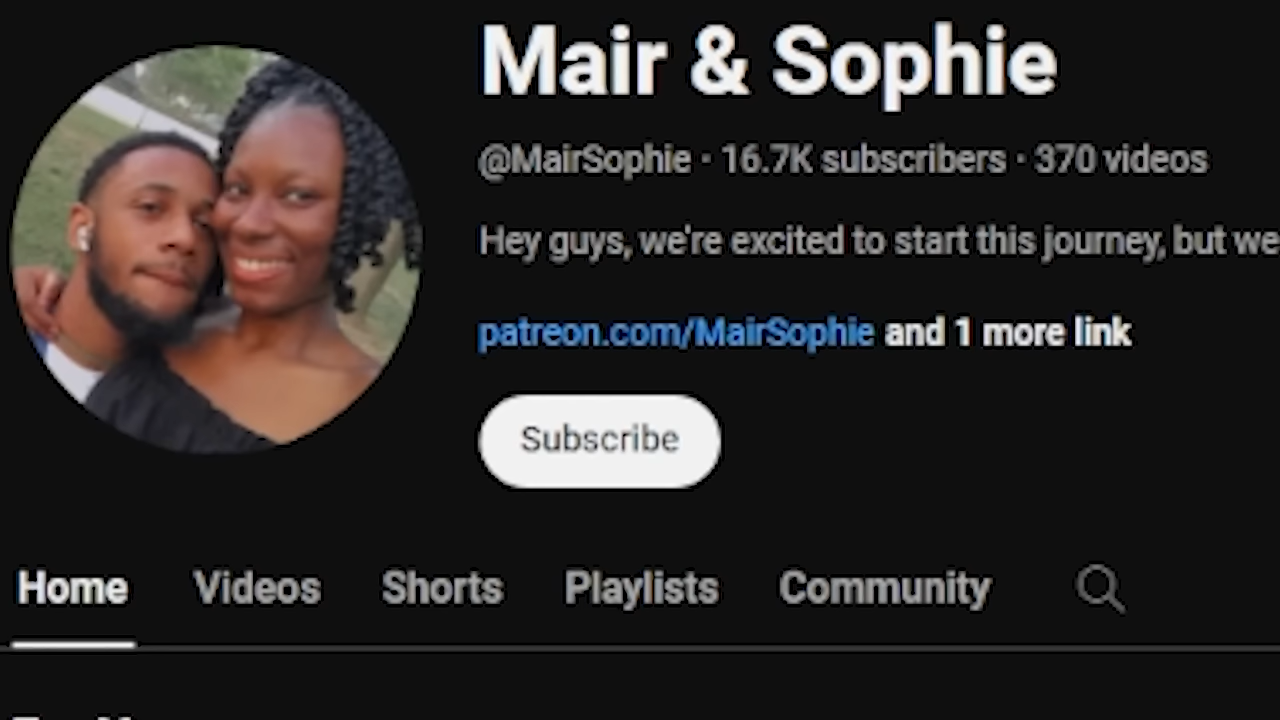 Mair & Sophie
@MairSophie · 16.7K subscribers · 370 videos
Hey guys, we're excited to start this journey, but we
patreon.com/MairSophie and 1 more link
Subscribe
Home Videos Shorts Playlists Community